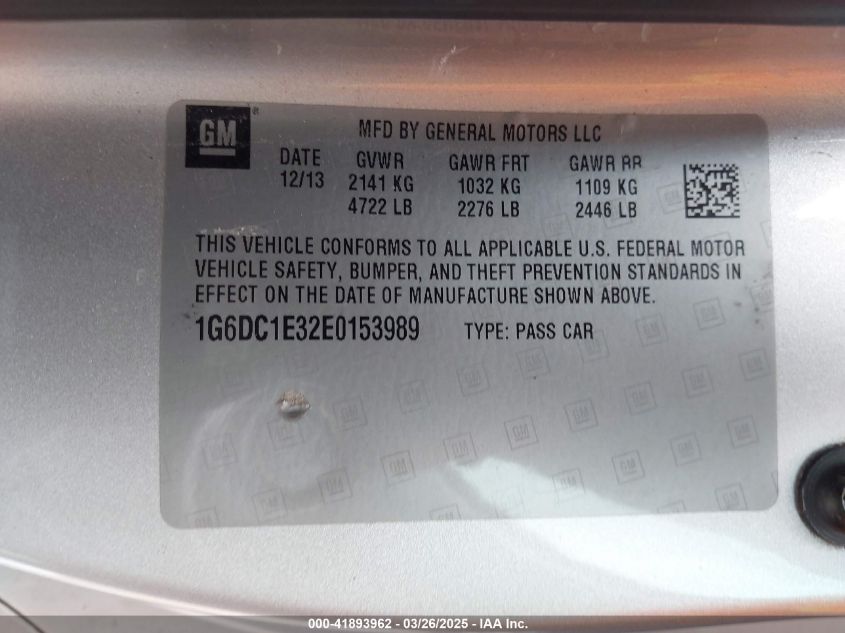 GM
MFD BY GENERAL MOTORS LLC
DATE GVWR GAWR FRT GAWR RR
12/13 2141 KG 1032 KG 1109 KG
4722 LB 2276 LB 2446 LB
THIS VEHICLE CONFORMS TO ALL APPLICABLE U.S. FEDERAL MOTOR
VEHICLE SAFETY, BUMPER, AND THEFT PREVENTION STANDARDS IN
EFFECT ON THE DATE OF MANUFACTURE SHOWN ABOVE.
1G6DC1E32E0153989 TYPE: PASS CAR
000-41893962 - 03/26/2025 - IAA Inc.